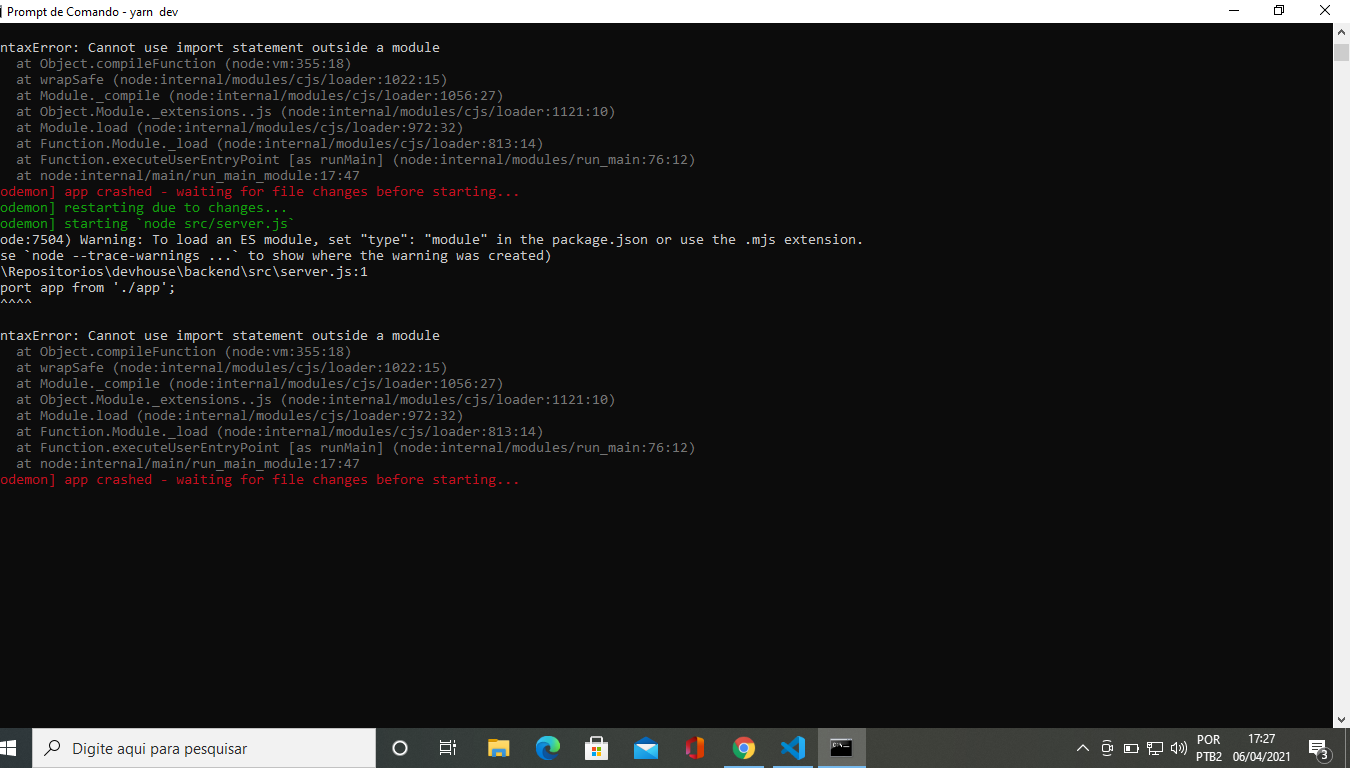 Prompt de Comando - yarn  dev
ntaxError: Cannot use import statement outside a module
at Object.compileFunction (node:vm:355:18)
at wrapSafe (node:internal/modules/cjs/loader:1022:15)
at Module._compile (node:internal/modules/cjs/loader:1056:27)
at Object.Module._extensions..js (node:internal/modules/cjs/loader:1121:10)
at Module.load (node:internal/modules/cjs/loader:972:32)
at Function.Module._load (node:internal/modules/cjs/loader:813:14)
at Function.executeUserEntryPoint [as runMain] (node:internal/modules/run_main:76:12)
at node:internal/main/run_main_module:17:47
odemon] app crashed - waiting for file changes before starting...
odemon] restarting due to changes...
odemon] starting `node src/server.js`
ode:7504) Warning: To load an ES module, set "type": "module" in the package.json or use the .mjs extension.
se `node --trace-warnings ...` to show where the warning was created)
\Repositorios\devhouse\backend\src\server.js:1
port app from './app';
^^^^
ntaxError: Cannot use import statement outside a module
at Object.compileFunction (node:vm:355:18)
at wrapSafe (node:internal/modules/cjs/loader:1022:15)
at Module._compile (node:internal/modules/cjs/loader:1056:27)
at Object.Module._extensions..js (node:internal/modules/cjs/loader:1121:10)
at Module.load (node:internal/modules/cjs/loader:972:32)
at Function.Module._load (node:internal/modules/cjs/loader:813:14)
at Function.executeUserEntryPoint [as runMain] (node:internal/modules/run_main:76:12)
at node:internal/main/run_main_module:17:47
odemon] app crashed - waiting for file changes before starting...
Digite aqui para pesquisar
POR
PTB2
17:27
06/04/2021
3